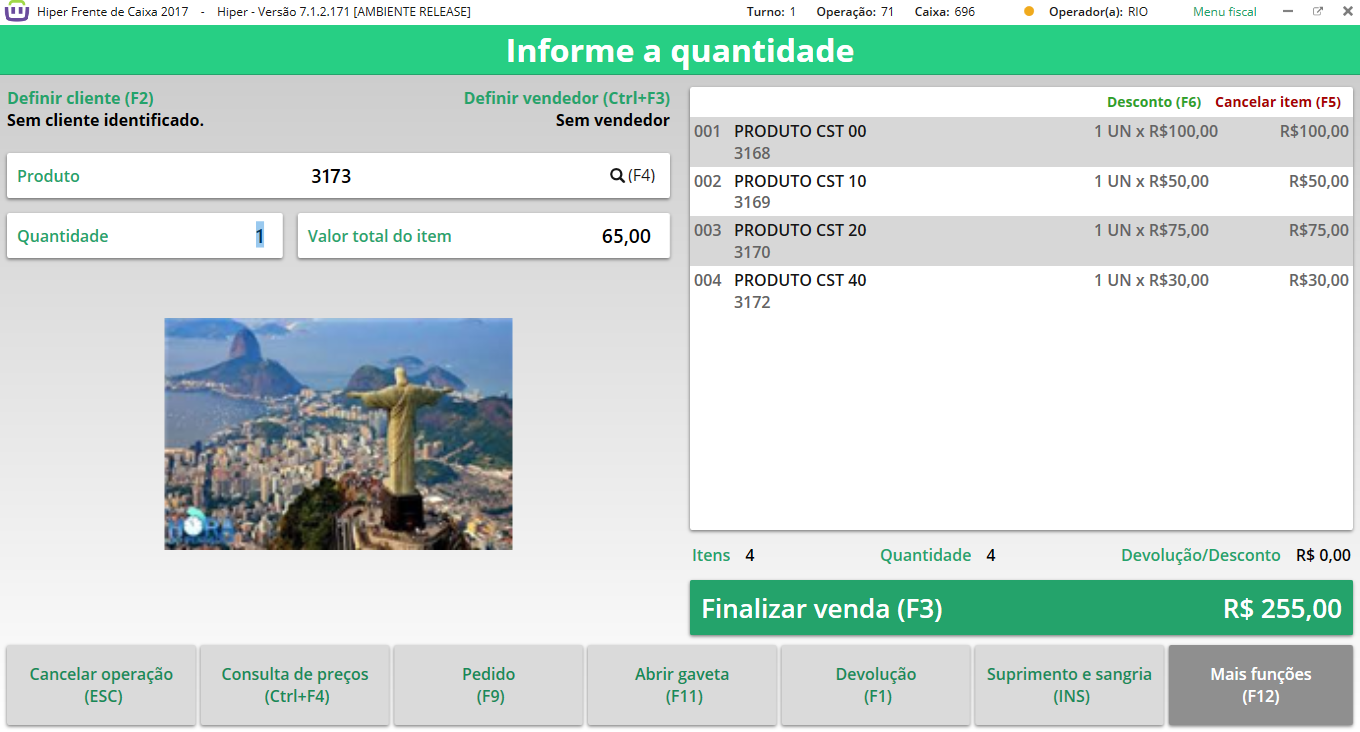 Hiper Frente de Caixa 2017 - Hiper - Versão 7.1.2.171 [AMBIENTE RELEASE] Turno: 1 Operação: 71 Caixa: 696 Operador(a): RIO Menu fiscal
Informe a quantidade
Definir cliente (F2) Definir vendedor (Ctrl+F3)
Sem cliente identificado. Sem vendedor
Produto 3173 (F4)
Quantidade 1 Valor total do item 65,00
HORA
Desconto (F6) Cancelar item (F5)
001 PRODUTO CST 00 1 UN x R$100,00 R$100,00
3168
002 PRODUTO CST 10 1 UN x R$50,00 R$50,00
3169
003 PRODUTO CST 20 1 UN x R$75,00 R$75,00
3170
004 PRODUTO CST 40 1 UN x R$30,00 R$30,00
3172
Itens 4 Quantidade 4 Devolução/Desconto R$ 0,00
Finalizar venda (F3) R$ 255,00
Cancelar operação (ESC)
Consulta de preços (Ctrl+F4)
Pedido (F9)
Abrir gaveta (F11)
Devolução (F1)
Suprimento e sangria (INS)
Mais funções (F12)